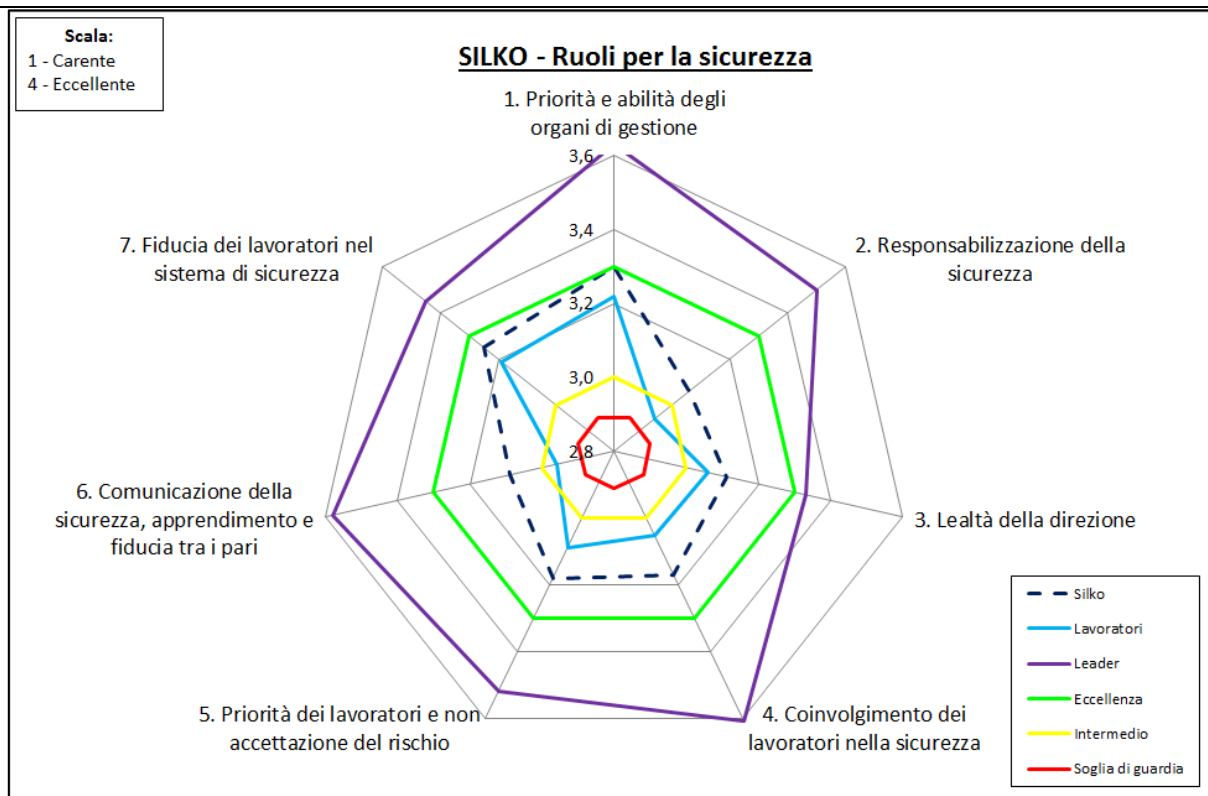 Scala:
1 - Carente
4 - Eccellente
SILKO - Ruoli per la sicurezza
1. Priorità e abilità degli
organi di gestione
3,6
3,4
3,2
3,0
2,8
2. Responsabilizzazione della
sicurezza
3. Lealtà della direzione
4. Coinvolgimento dei
lavoratori nella sicurezza
5. Priorità dei lavoratori e non
accettazione del rischio
6. Comunicazione della
sicurezza, apprendimento e
fiducia tra i pari
7. Fiducia dei lavoratori nel
sistema di sicurezza
Silko
Lavoratori
Leader
Eccellenza
Intermedio
Soglia di guardia